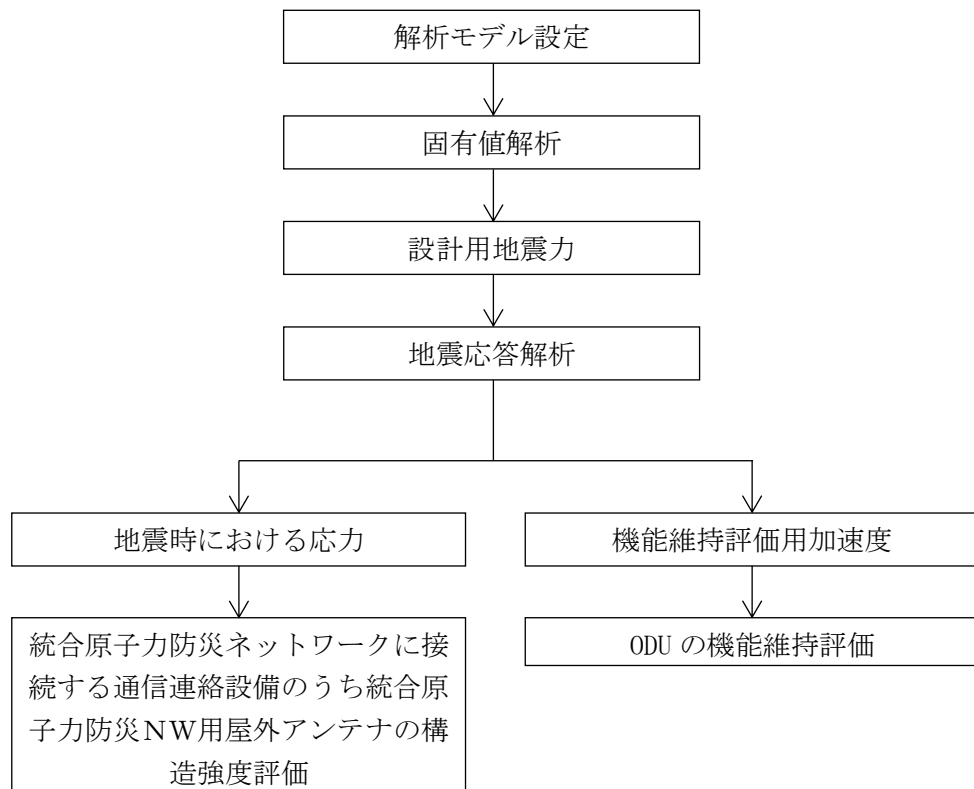 解析モデル設定
固有値解析
設計用地震力
地震応答解析
地震時における応力
機能維持評価用加速度
統合原子力防災ネットワークに接
続する通信連絡設備のうち統合原
子力防災NW用屋外アンテナの構
造強度評価
ODU の機能維持評価